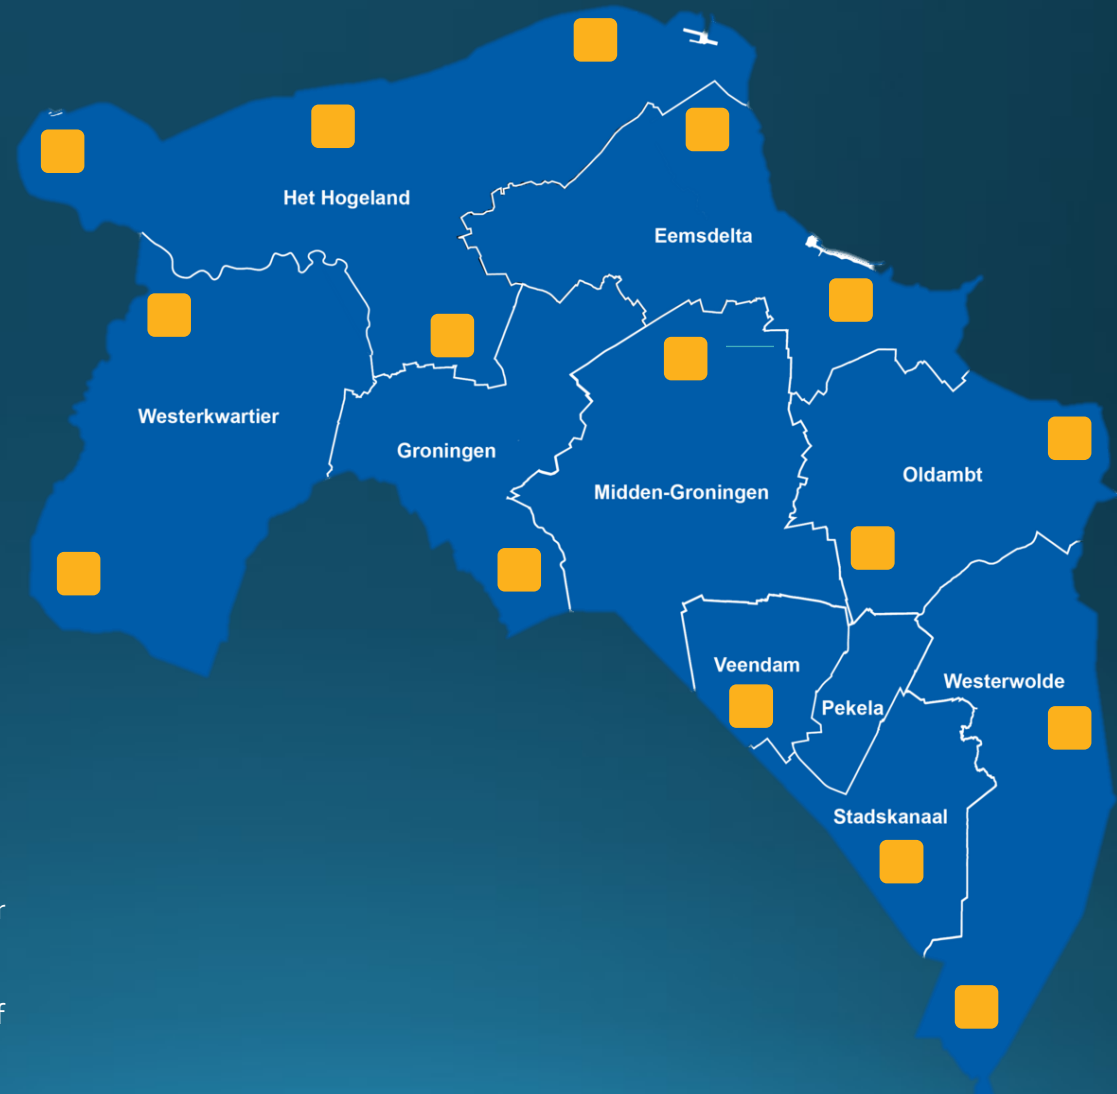 Het Hogeland
Eemsdelta
Westerkwartier
Groningen
Oldambt
Midden-Groningen
Veendam
Westerwolde
Pekela
Stadskanaal
r
f